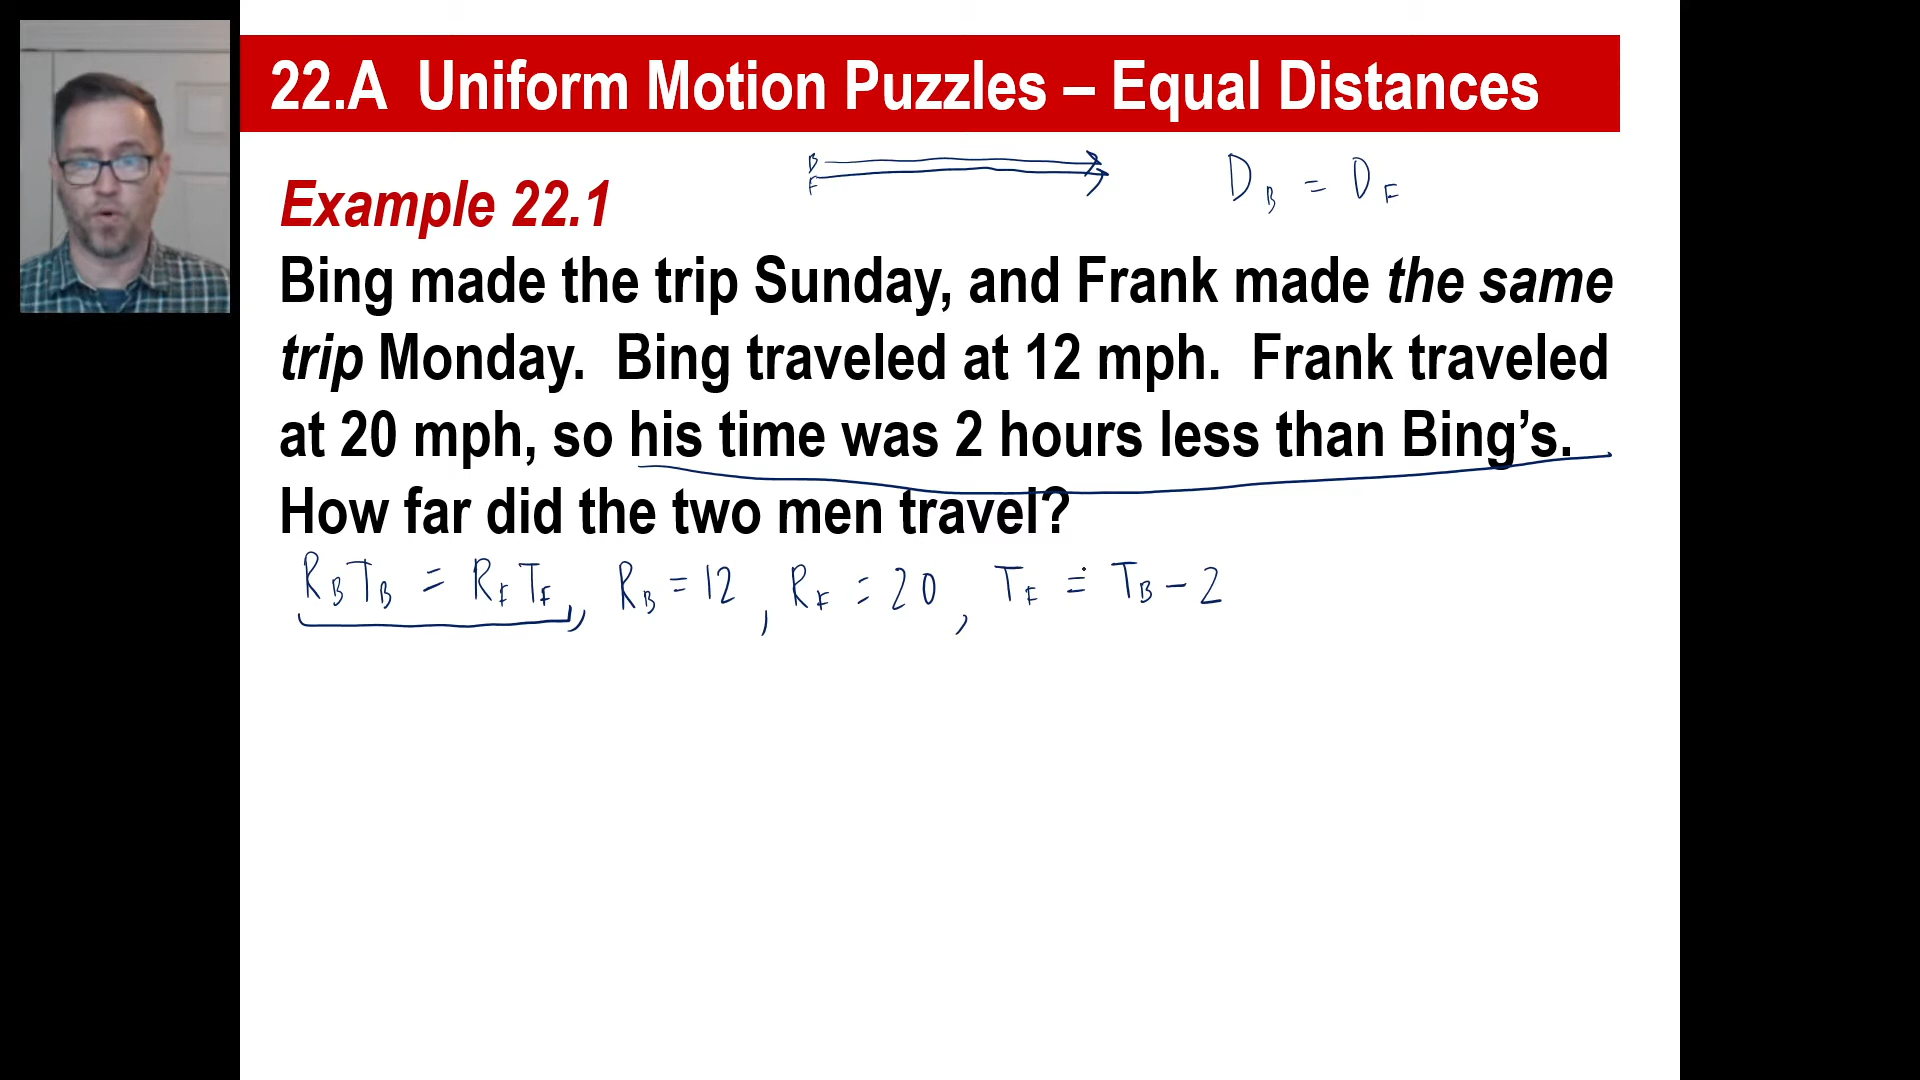 22.A Uniform Motion Puzzles – Equal Distances
B
F
D_B = D_F
Example 22.1
Bing made the trip Sunday, and Frank made the same
trip Monday. Bing traveled at 12 mph. Frank traveled
at 20 mph, so his time was 2 hours less than Bing’s.
How far did the two men travel?
R_B T_B = R_F T_F, R_B = 12, R_F = 20, T_F = T_B − 2